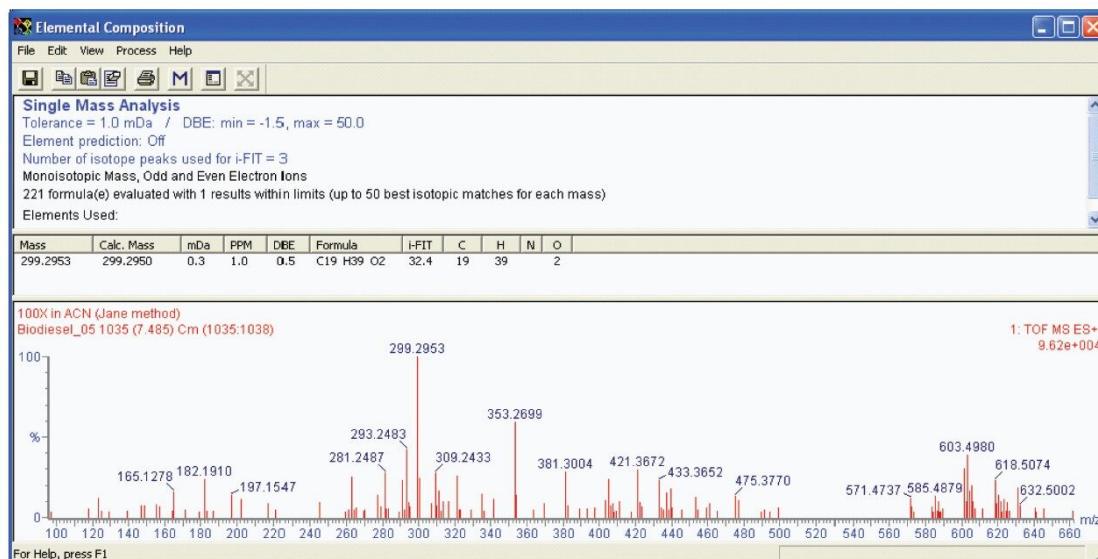 Elemental Composition
File Edit View Process Help
M
Single Mass Analysis
Tolerance = 1.0 mDa / DBE: min = -1.5, max = 50.0
Element prediction: Off
Number of isotope peaks used for i-FIT = 3
Monoisotopic Mass, Odd and Even Electron Ions
221 formula(e) evaluated with 1 results within limits (up to 50 best isotopic matches for each mass)
Elements Used:
Mass Calc. Mass mDa PPM DBE Formula i-FIT C H N O
299.2953 299.2950 0.3 1.0 0.5 C19 H39 O2 32.4 19 39 2
100X in ACN (Jane method)
Biodiesel_05 1035 (7.485) Cm (1035:1038)
1: TOF MS ES+
9.62e+004
100
%
0
299.2953
353.2699
293.2483
281.2487
309.2433
165.1278
182.1910
197.1547
381.3004
421.3672
433.3652
475.3770
603.4980
618.5074
571.4737
585.4879
632.5002
100 120 140 160 180 200 220 240 260 280 300 320 340 360 380 400 420 440 460 480 500 520 540 560 580 600 620 640 660
m/z
For Help, press F1